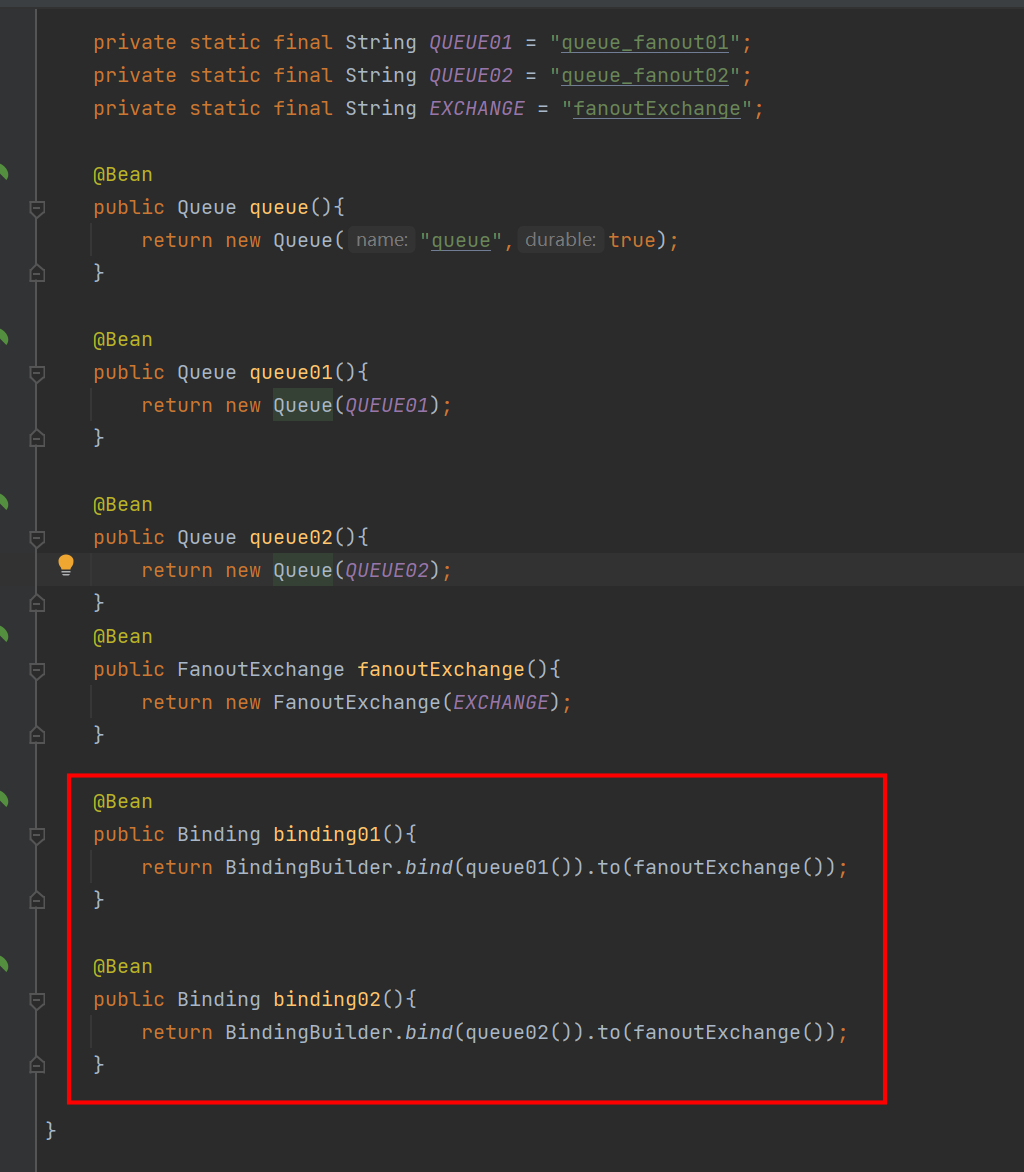 private static final String QUEUE01 = "queue_fanout01";
private static final String QUEUE02 = "queue_fanout02";
private static final String EXCHANGE = "fanoutExchange";
@Bean
public Queue queue(){
return new Queue( name: "queue", durable: true);
}
@Bean
public Queue queue01(){
return new Queue(QUEUE01);
}
@Bean
public Queue queue02(){
return new Queue(QUEUE02);
}
@Bean
public FanoutExchange fanoutExchange(){
return new FanoutExchange(EXCHANGE);
}
@Bean
public Binding binding01(){
return BindingBuilder.bind(queue01()).to(fanoutExchange());
}
@Bean
public Binding binding02(){
return BindingBuilder.bind(queue02()).to(fanoutExchange());
}
}